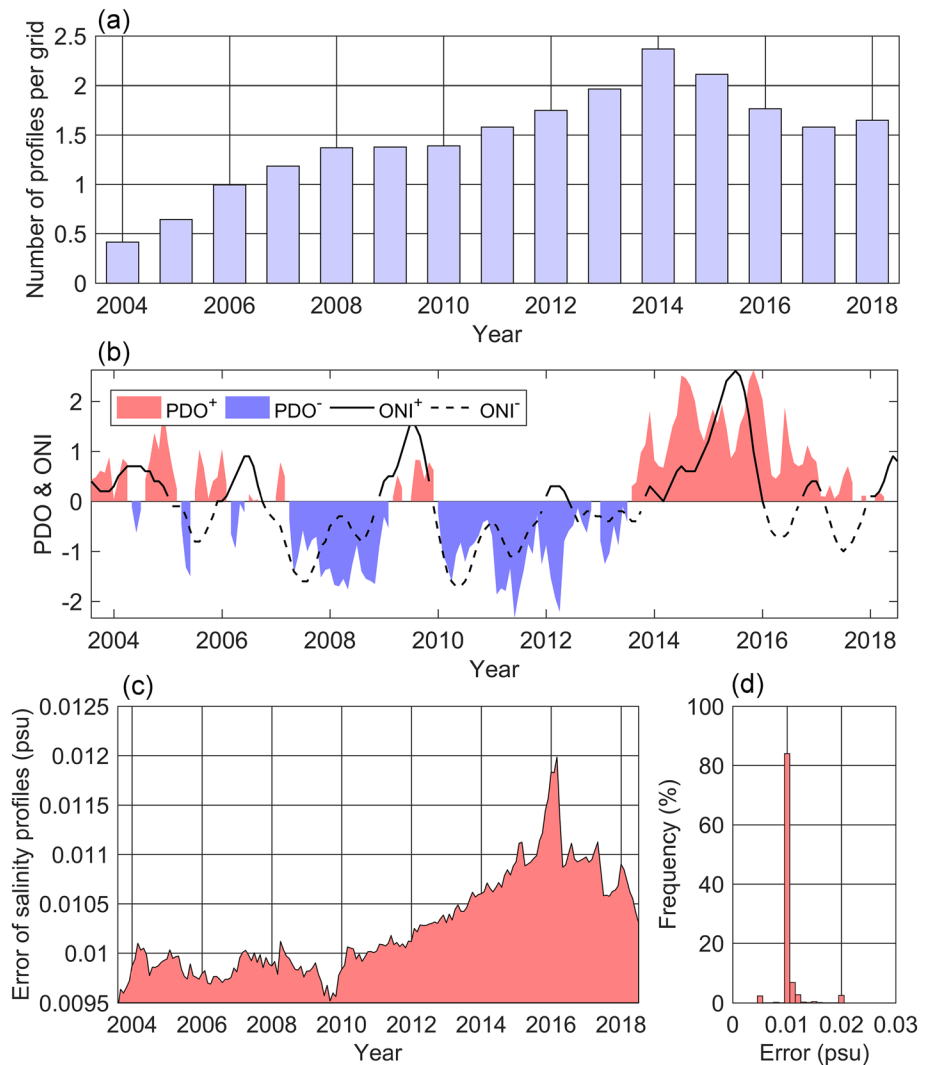 (a)
Number of profiles per grid
2.5
2
1.5
1
0.5
0
2004 2006 2008 2010 2012 2014 2016 2018
Year
(b)
PDO & ONI
2
1
0
-1
-2
PDO+ PDO- ONI+ ONI-
2004 2006 2008 2010 2012 2014 2016 2018
Year
(c)
Error of salinity profiles (psu)
0.0125
0.012
0.0115
0.011
0.0105
0.01
0.0095
2004 2006 2008 2010 2012 2014 2016 2018
Year
(d)
Frequency (%)
100
80
60
40
20
0
0 0.01 0.02 0.03
Error (psu)